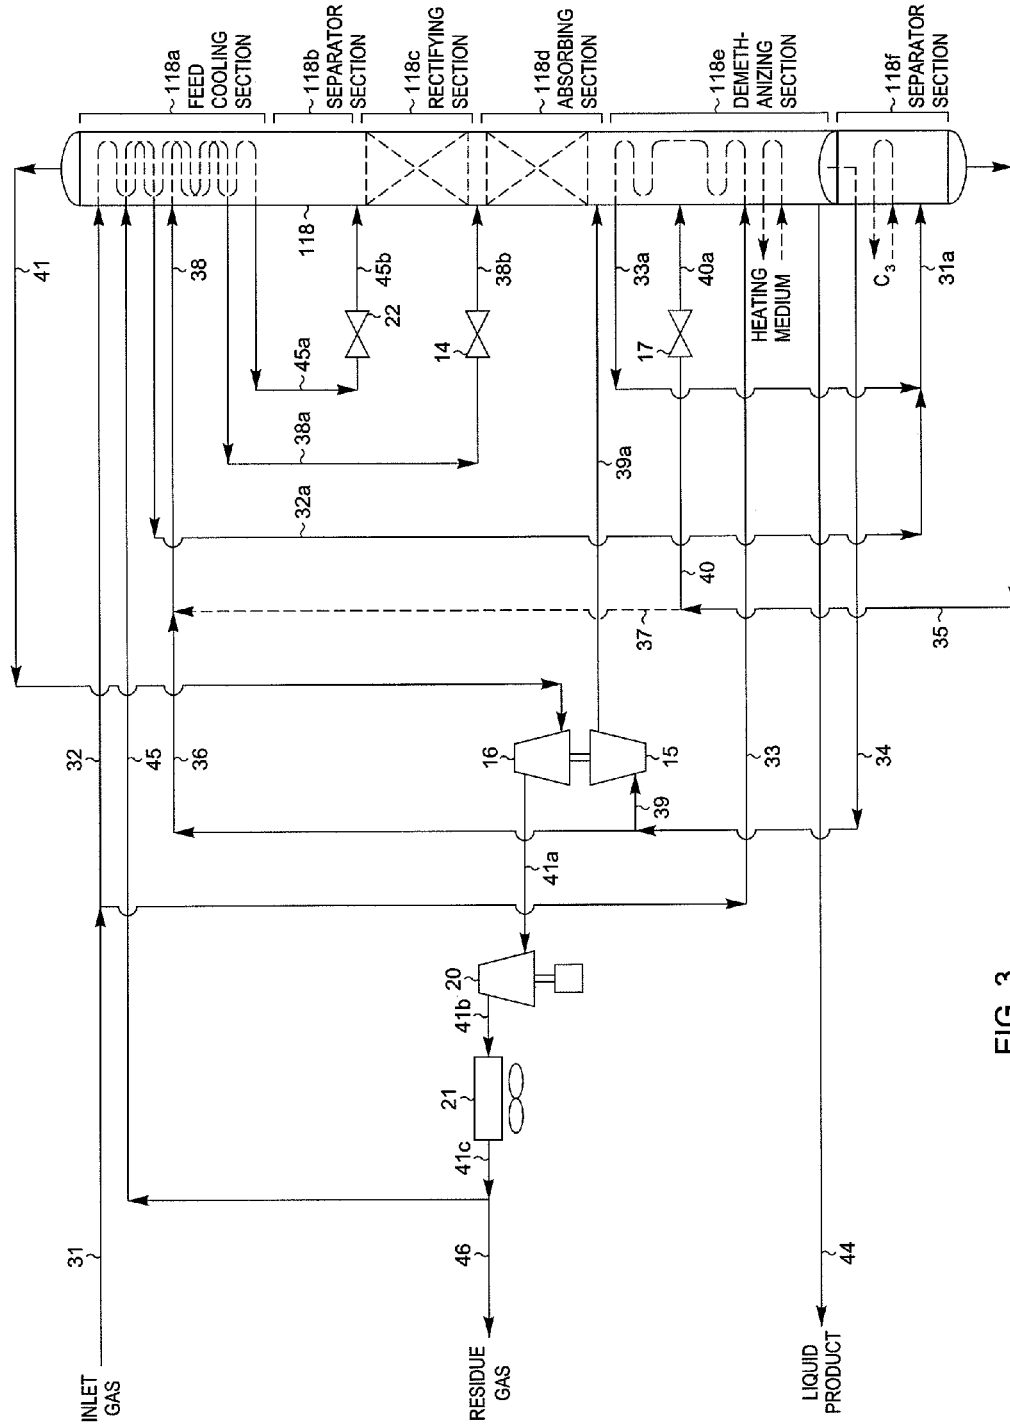 118a
FEED
COOLING
SECTION
118b
SEPARATOR
SECTION
118c
RECTIFYING
SECTION
118d
ABSORBING
SECTION
118e
DEMETH-
ANIZING
SECTION
118f
SEPARATOR
SECTION
41
38
118
45b
22
45a
38b
14
38a
32a
39a
33a
40a
17
HEATING
MEDIUM
C3
31a
40
37
35
32
45
36
16
15
39
33
34
41a
20
41b
21
41c
31
46
44
INLET
GAS
RESIDUE
GAS
LIQUID
PRODUCT
FIG. 3